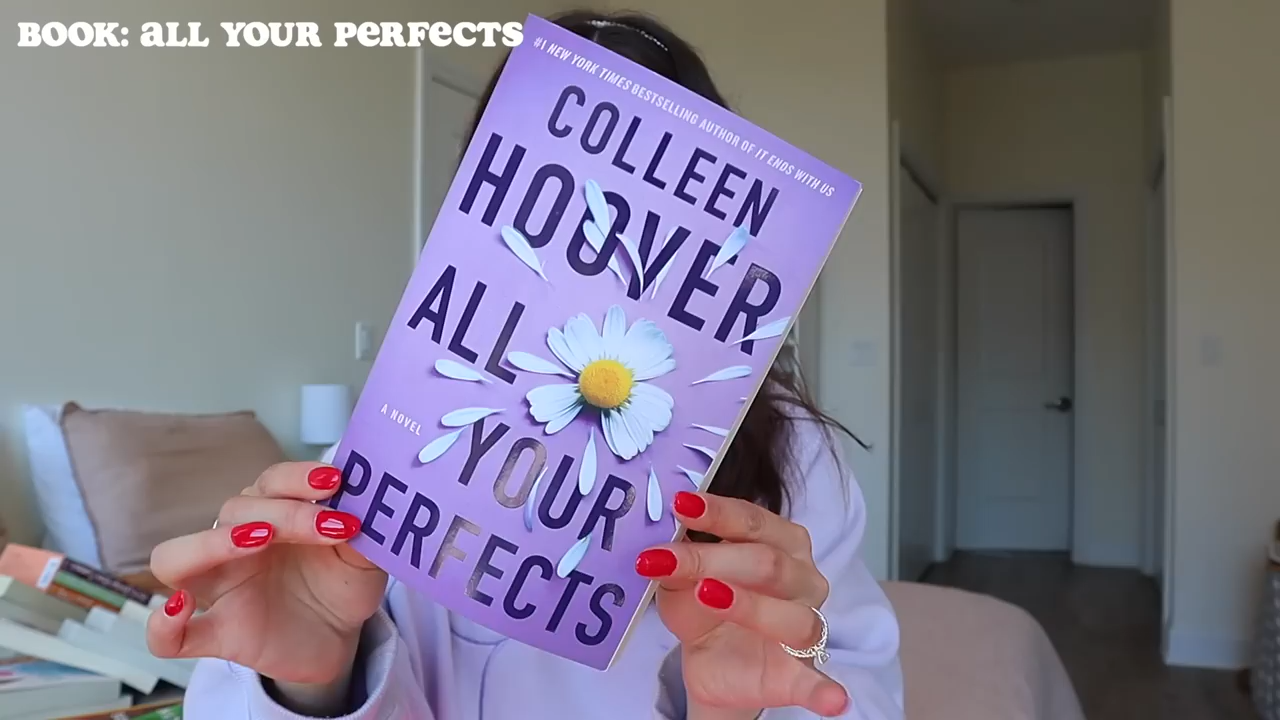 BOOK: ALL YOUR PERFECTS
#1 NEW YORK TIMES BESTSELLING AUTHOR OF IT ENDS WITH US
COLLEEN
HOOVER
ALL
YOUR
A NOVEL
PERFECTS